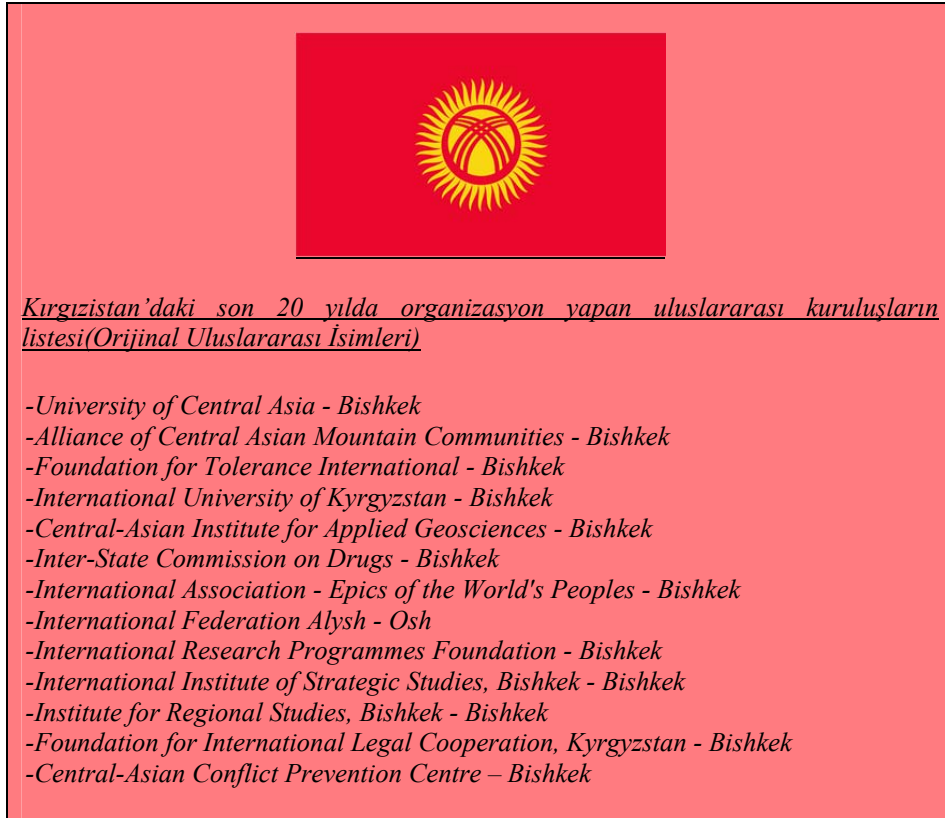 Kırgızistan’daki son 20 yılda organizasyon yapan uluslararası kuruluşların
listesi(Orijinal Uluslararası İsimleri)
-University of Central Asia - Bishkek
-Alliance of Central Asian Mountain Communities - Bishkek
-Foundation for Tolerance International - Bishkek
-International University of Kyrgyzstan - Bishkek
-Central-Asian Institute for Applied Geosciences - Bishkek
-Inter-State Commission on Drugs - Bishkek
-International Association - Epics of the World's Peoples - Bishkek
-International Federation Alysh - Osh
-International Research Programmes Foundation - Bishkek
-International Institute of Strategic Studies, Bishkek - Bishkek
-Institute for Regional Studies, Bishkek - Bishkek
-Foundation for International Legal Cooperation, Kyrgyzstan - Bishkek
-Central-Asian Conflict Prevention Centre – Bishkek